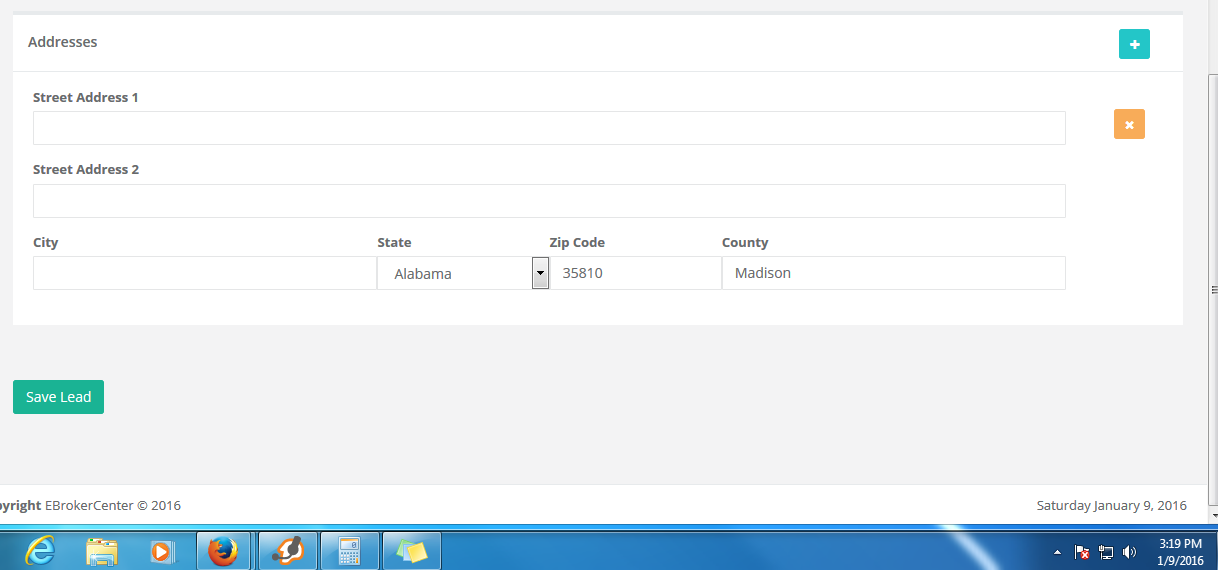 Addresses
Street Address 1
Street Address 2
City State Zip Code County
Alabama 35810 Madison
Save Lead
pyright EBrokerCenter © 2016 Saturday January 9, 2016
3:19 PM
1/9/2016